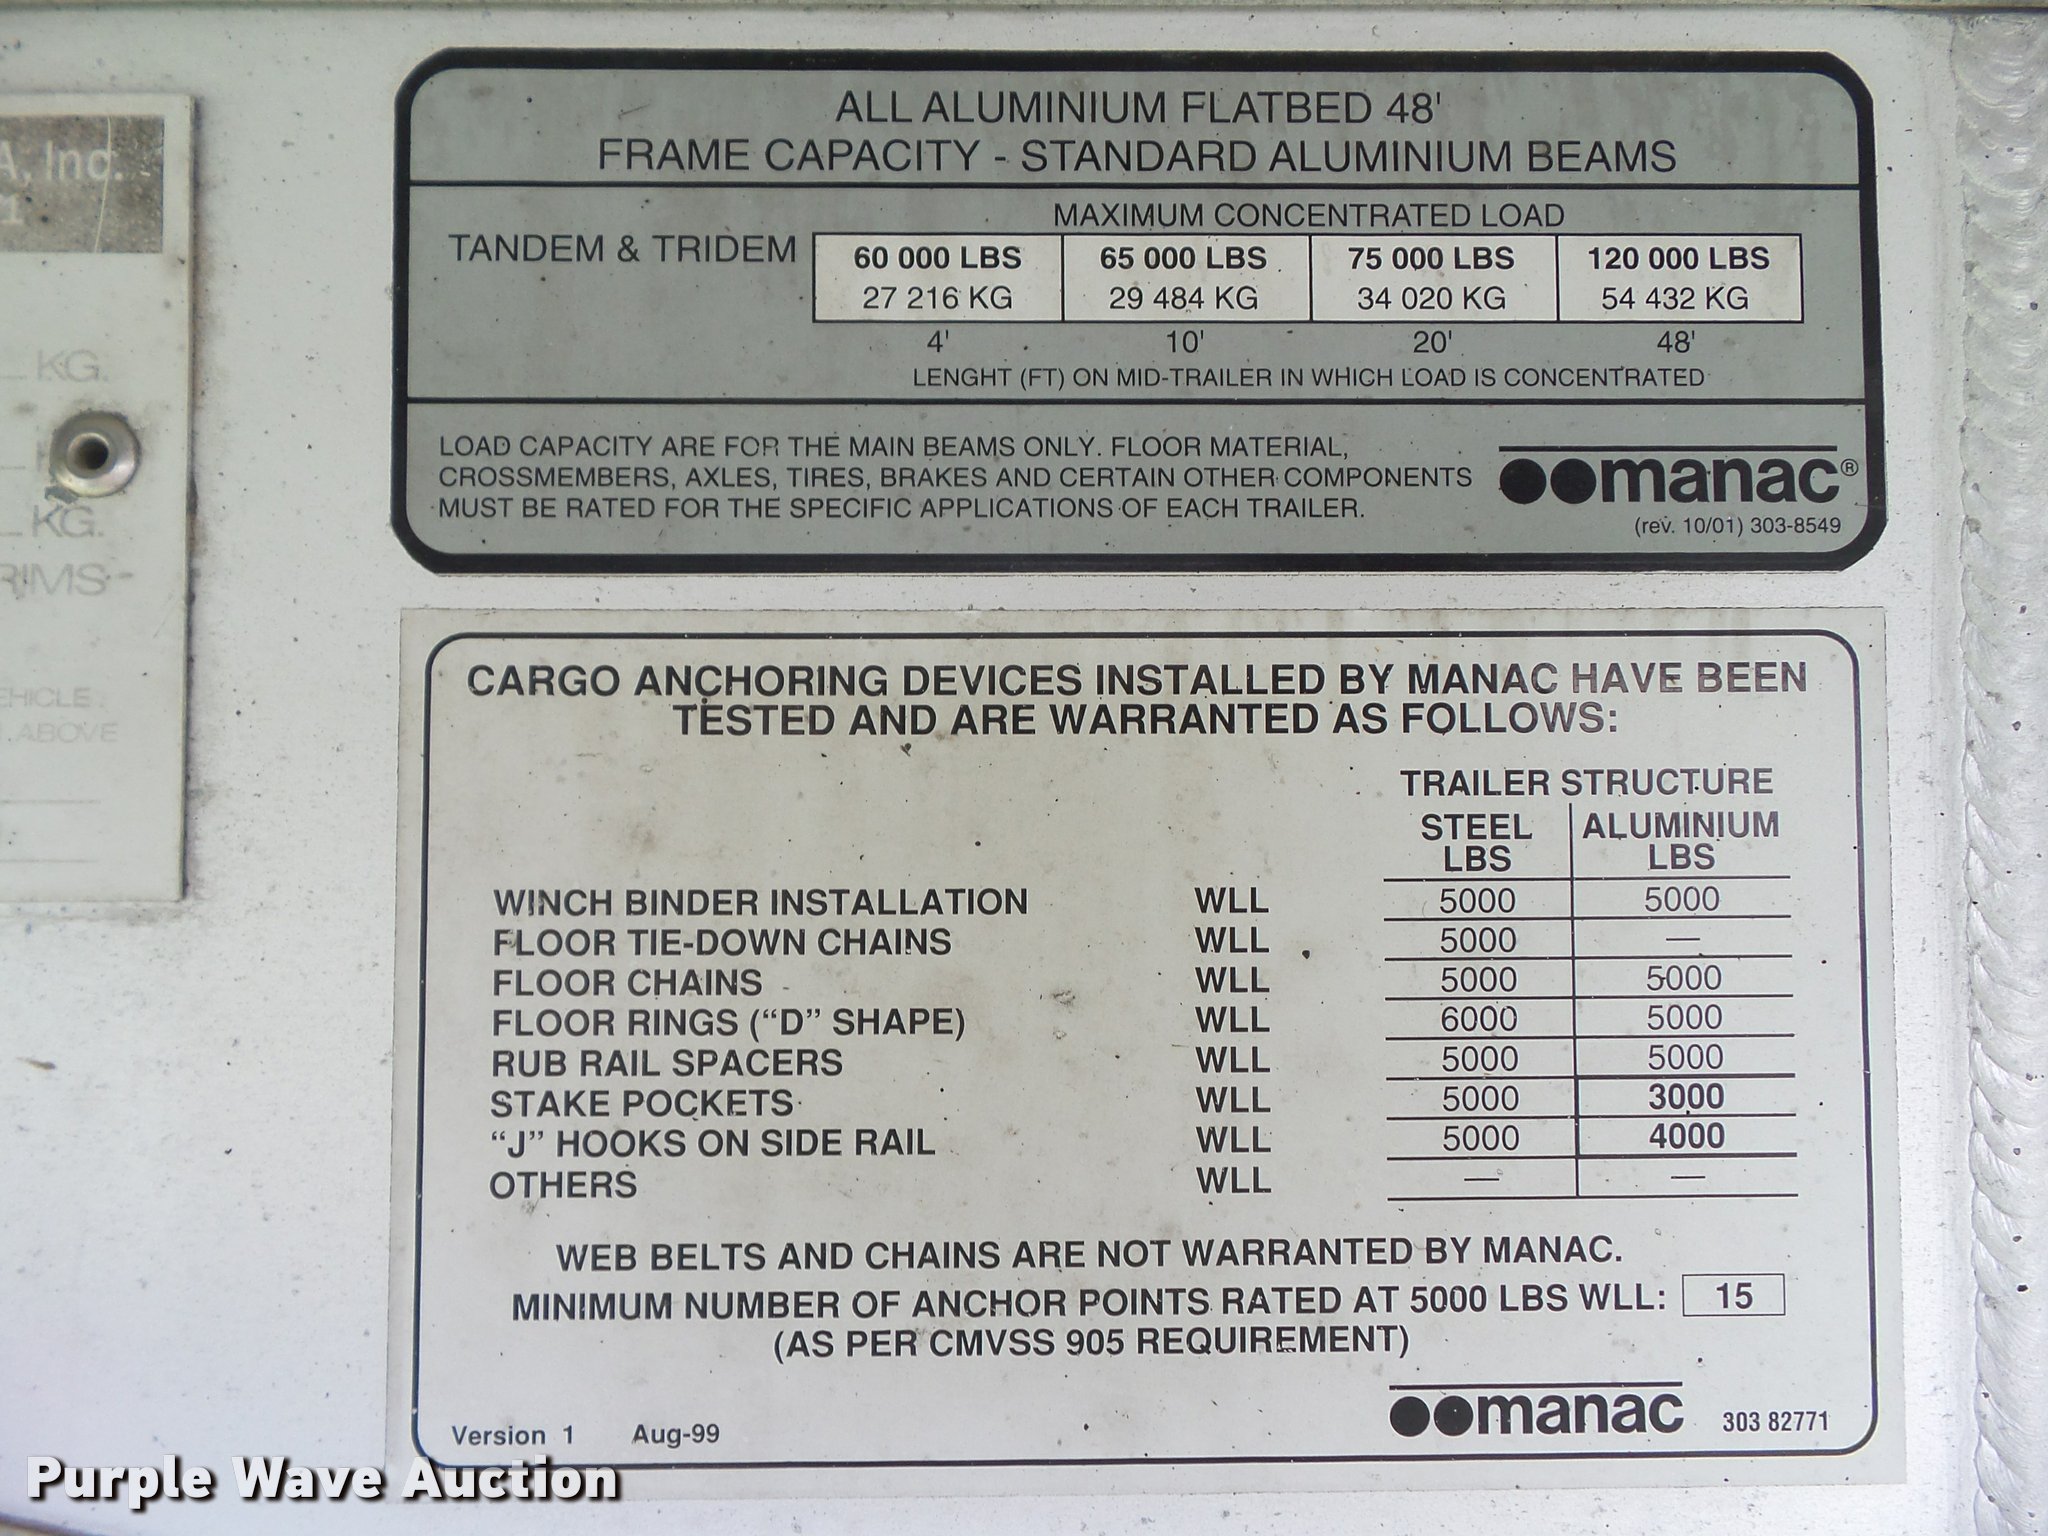 ALL ALUMINIUM FLATBED 48'
FRAME CAPACITY - STANDARD ALUMINIUM BEAMS
MAXIMUM CONCENTRATED LOAD
TANDEM & TRIDEM
60 000 LBS 65 000 LBS 75 000 LBS 120 000 LBS
27 216 KG 29 484 KG 34 020 KG 54 432 KG
4' 10' 20' 48'
LENGHT (FT) ON MID-TRAILER IN WHICH LOAD IS CONCENTRATED
LOAD CAPACITY ARE FOR THE MAIN BEAMS ONLY. FLOOR MATERIAL,
CROSSMEMBERS, AXLES, TIRES, BRAKES AND CERTAIN OTHER COMPONENTS
MUST BE RATED FOR THE SPECIFIC APPLICATIONS OF EACH TRAILER.
manac®
(rev. 10/01) 303-8549
A, Inc.
KG.
KG.
RIMS
EHICLE
ABOVE
CARGO ANCHORING DEVICES INSTALLED BY MANAC HAVE BEEN
TESTED AND ARE WARRANTED AS FOLLOWS:
TRAILER STRUCTURE
STEEL ALUMINIUM
LBS LBS
WINCH BINDER INSTALLATION WLL 5000 5000
FLOOR TIE-DOWN CHAINS WLL 5000 —
FLOOR CHAINS WLL 5000 5000
FLOOR RINGS (“D” SHAPE) WLL 6000 5000
RUB RAIL SPACERS WLL 5000 5000
STAKE POCKETS WLL 5000 3000
“J” HOOKS ON SIDE RAIL WLL 5000 4000
OTHERS WLL — —
WEB BELTS AND CHAINS ARE NOT WARRANTED BY MANAC.
MINIMUM NUMBER OF ANCHOR POINTS RATED AT 5000 LBS WLL: 15
(AS PER CMVSS 905 REQUIREMENT)
manac 303 82771
Version 1 Aug-99
Purple Wave Auction